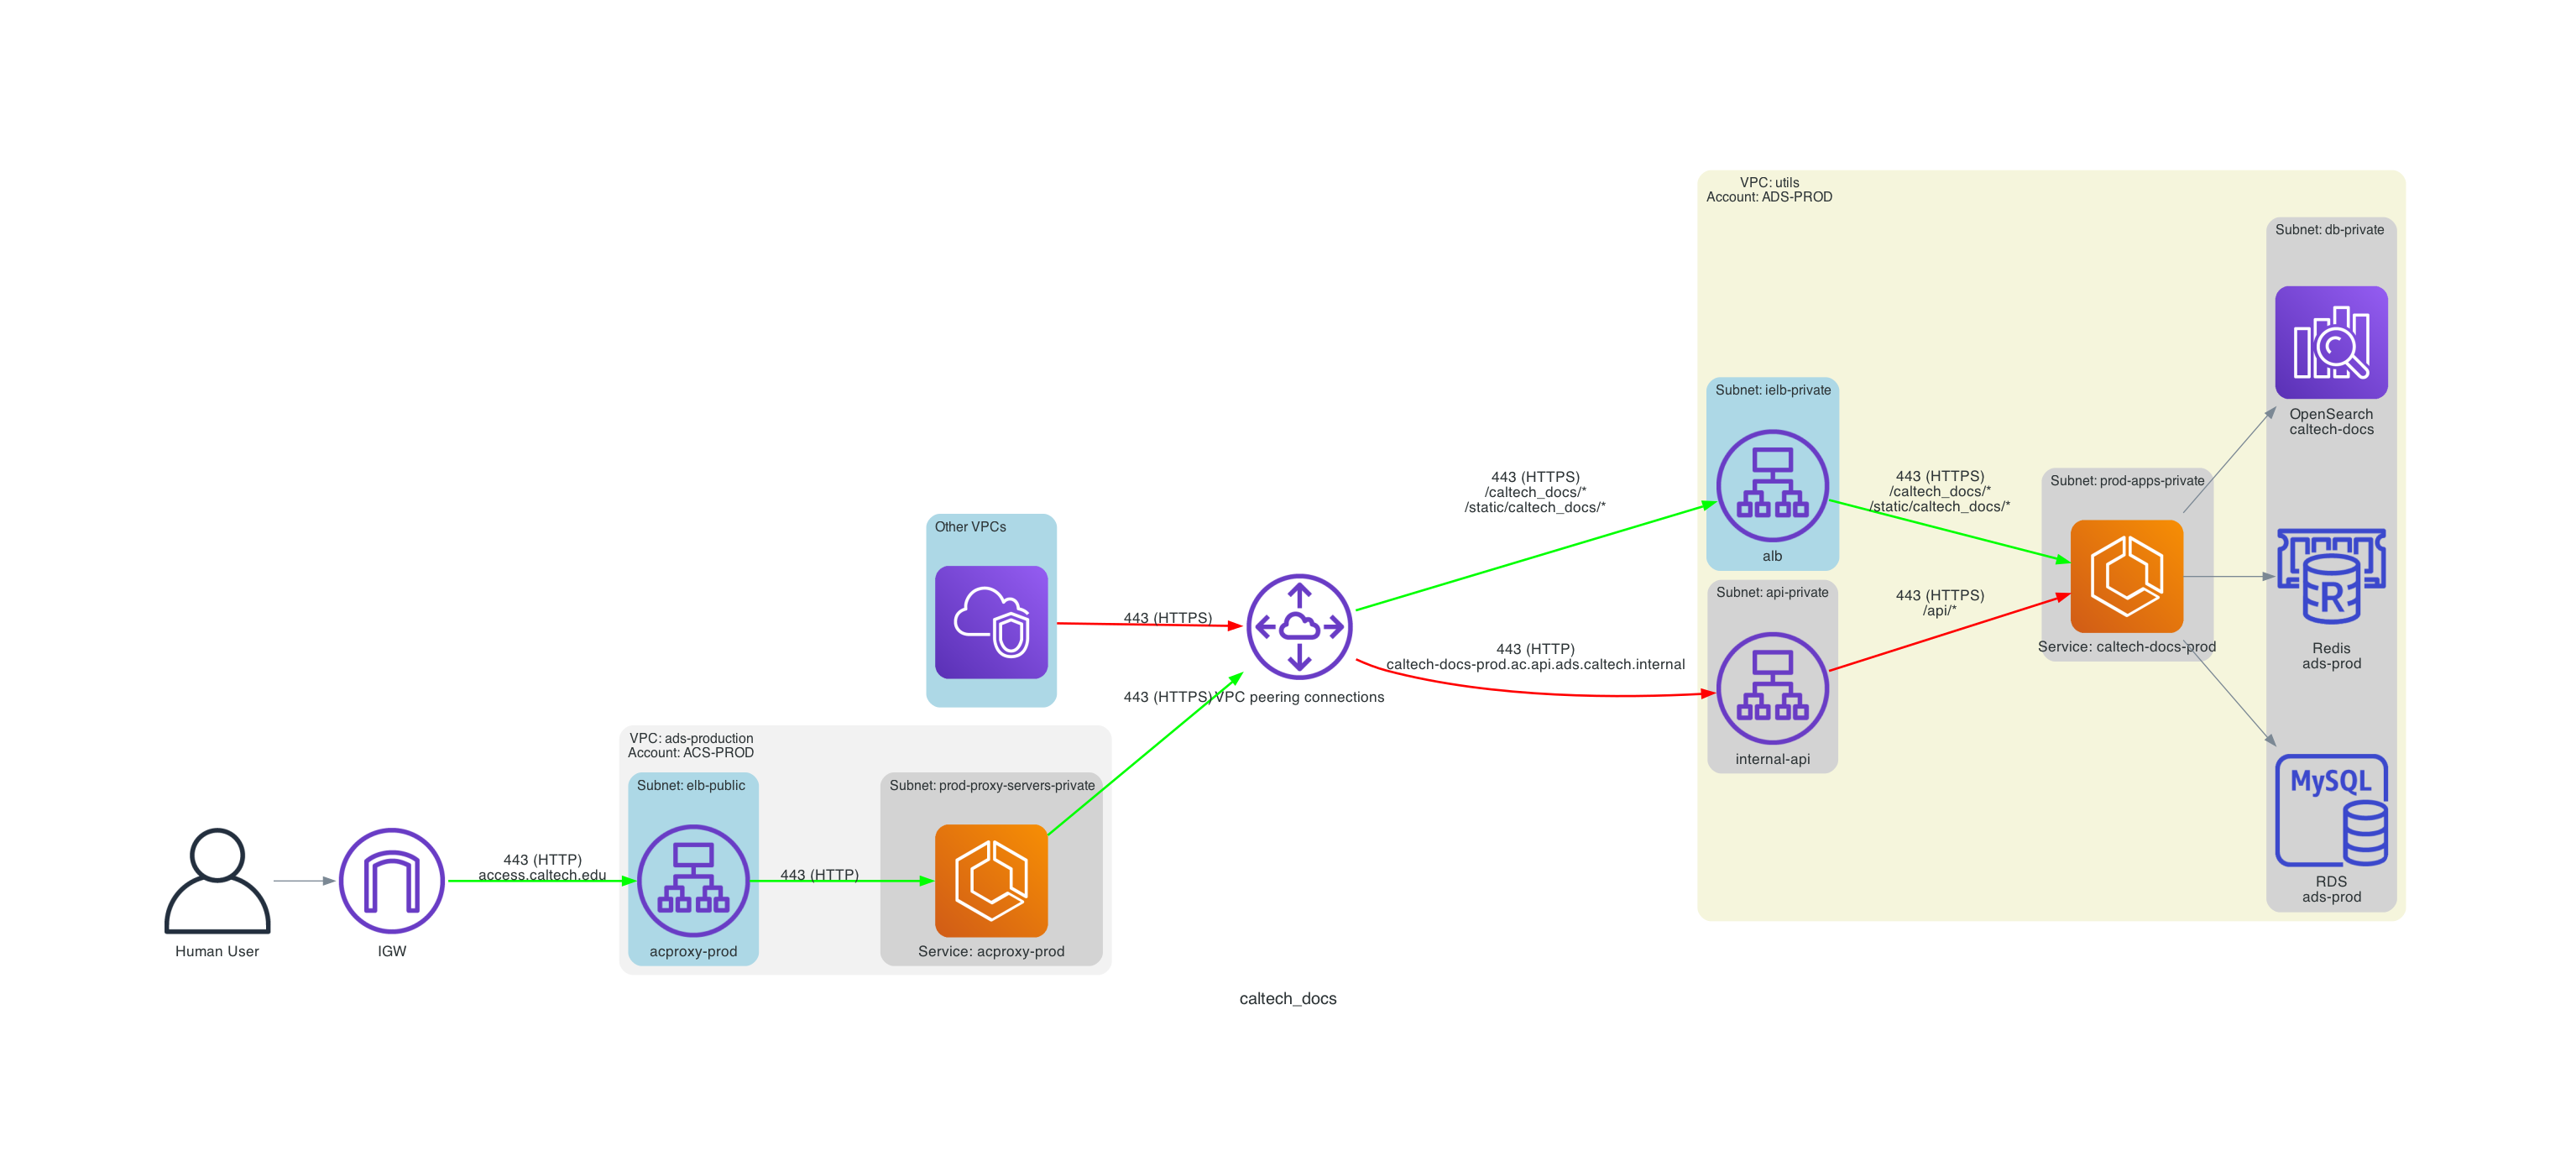 VPC: utils
Account: ADS-PROD
Subnet: db-private
OpenSearch
caltech-docs
Subnet: ielb-private
alb
443 (HTTPS)
/caltech_docs/*
/static/caltech_docs/*
443 (HTTPS)
/caltech_docs/*
/static/caltech_docs/*
Subnet: prod-apps-private
Service: caltech-docs-prod
R
Redis
ads-prod
Other VPCs
443 (HTTPS)
Subnet: api-private
443 (HTTPS)
/api/*
443 (HTTP)
caltech-docs-prod.ac.api.ads.caltech.internal
internal-api
443 (HTTPS)
VPC peering connections
MySQL
RDS
ads-prod
VPC: ads-production
Account: ACS-PROD
Subnet: elb-public
Subnet: prod-proxy-servers-private
443 (HTTP)
access.caltech.edu
443 (HTTP)
Human User
IGW
acproxy-prod
Service: acproxy-prod
caltech_docs